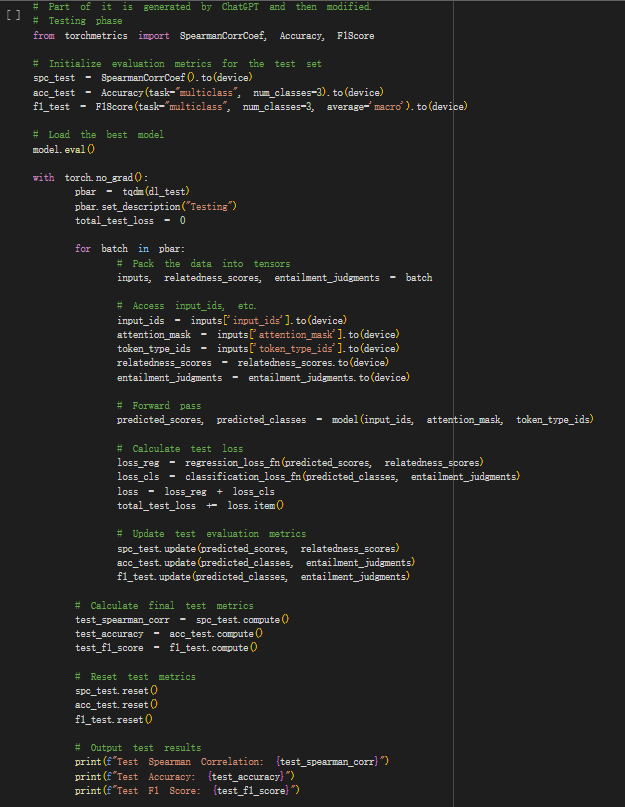 # Part of it is generated by ChatGPT and then modified.
[ ]
# Testing phase
from torchmetrics import SpearmanCorrCoef, Accuracy, F1Score
# Initialize evaluation metrics for the test set
spc_test = SpearmanCorrCoef().to(device)
acc_test = Accuracy(task="multiclass", num_classes=3).to(device)
f1_test = F1Score(task="multiclass", num_classes=3, average='macro').to(device)
# Load the best model
model.eval()
with torch.no_grad():
pbar = tqdm(dl_test)
pbar.set_description("Testing")
total_test_loss = 0
for batch in pbar:
# Pack the data into tensors
inputs, relatedness_scores, entailment_judgments = batch
# Access input_ids, etc.
input_ids = inputs['input_ids'].to(device)
attention_mask = inputs['attention_mask'].to(device)
token_type_ids = inputs['token_type_ids'].to(device)
relatedness_scores = relatedness_scores.to(device)
entailment_judgments = entailment_judgments.to(device)
# Forward pass
predicted_scores, predicted_classes = model(input_ids, attention_mask, token_type_ids)
# Calculate test loss
loss_reg = regression_loss_fn(predicted_scores, relatedness_scores)
loss_cls = classification_loss_fn(predicted_classes, entailment_judgments)
loss = loss_reg + loss_cls
total_test_loss += loss.item()
# Update test evaluation metrics
spc_test.update(predicted_scores, relatedness_scores)
acc_test.update(predicted_classes, entailment_judgments)
f1_test.update(predicted_classes, entailment_judgments)
# Calculate final test metrics
test_spearman_corr = spc_test.compute()
test_accuracy = acc_test.compute()
test_f1_score = f1_test.compute()
# Reset test metrics
spc_test.reset()
acc_test.reset()
f1_test.reset()
# Output test results
print(f"Test Spearman Correlation: {test_spearman_corr}")
print(f"Test Accuracy: {test_accuracy}")
print(f"Test F1 Score: {test_f1_score}")